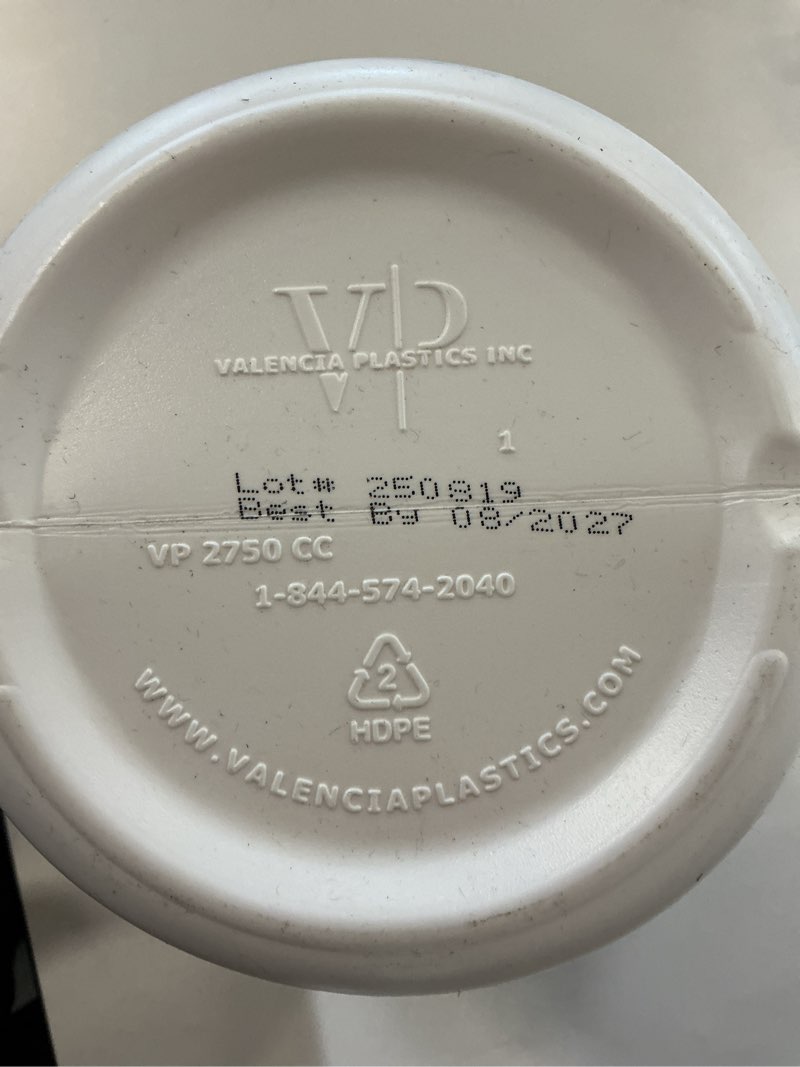 VP
VALENCIA PLASTICS INC
1
Lot# 250819
Best By 08/2027
VP 2750 CC
1-844-574-2040
2
HDPE
WWW.VALENCIAPLASTICS.COM